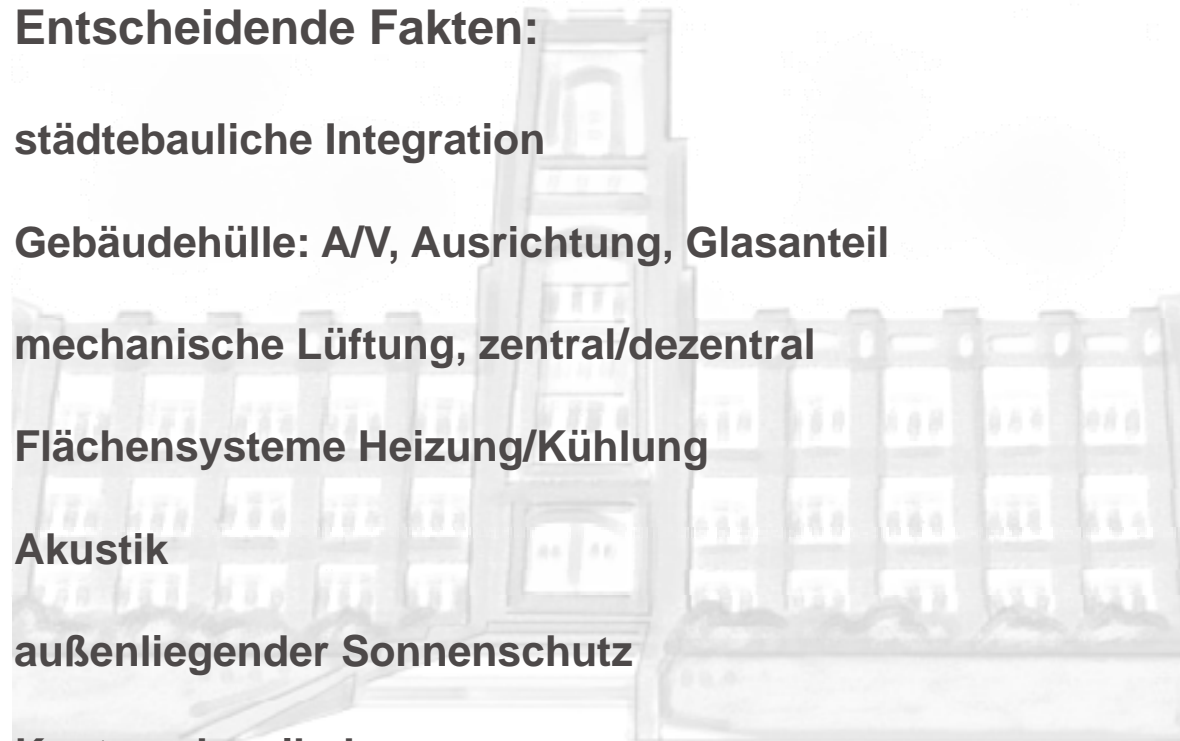 Entscheidende Fakten:
städtebauliche Integration
Gebäudehülle: A/V, Ausrichtung, Glasanteil
mechanische Lüftung, zentral/dezentral
Flächensysteme Heizung/Kühlung
Akustik
außenliegender Sonnenschutz